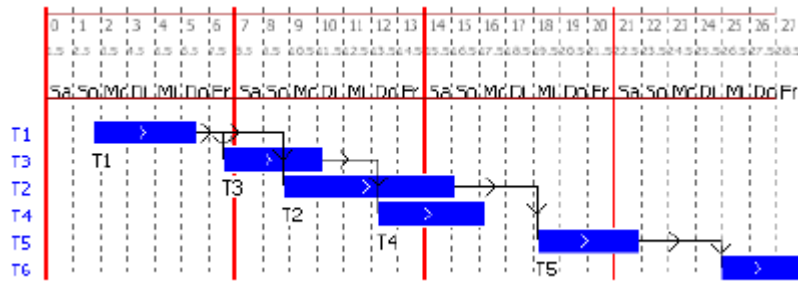 0 1 2 3 4 5 6 7 8 9 10 11 12 13 14 15 16 17 18 19 20 21 22 23 24 25 26 27
Sa So Mo Di Mi Do Fr Sa So Mo Di Mi Do Fr Sa So Mo Di Mi Do Fr Sa So Mo Di Mi Do Fr
T1
T1
T3
T3
T2
T2
T4
T4
T5
T5
T6